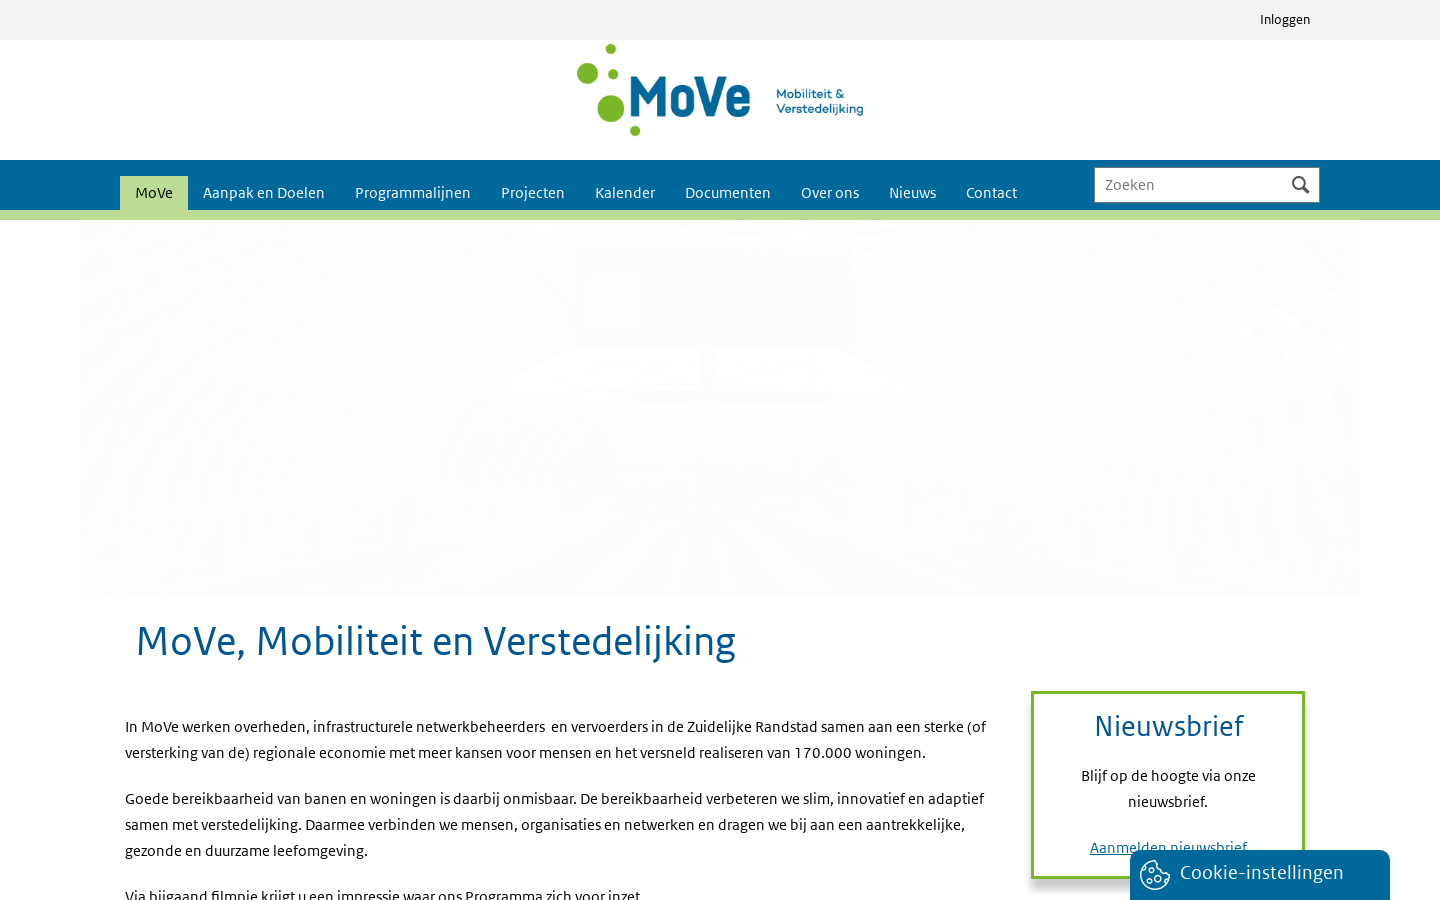 Inloggen
MoVe
Mobiliteit &
Verstedelijking
MoVe Aanpak en Doelen Programmalijnen Projecten Kalender Documenten Over ons Nieuws Contact Zoeken
MoVe, Mobiliteit en Verstedelijking
In MoVe werken overheden, infrastructurele netwerkbeheerders en vervoerders in de Zuidelijke Randstad samen aan een sterke (of
versterking van de) regionale economie met meer kansen voor mensen en het versneld realiseren van 170.000 woningen.
Goede bereikbaarheid van banen en woningen is daarbij onmisbaar. De bereikbaarheid verbeteren we slim, innovatief en adaptief
samen met verstedelijking. Daarmee verbinden we mensen, organisaties en netwerken en dragen we bij aan een aantrekkelijke,
gezonde en duurzame leefomgeving.
Via bijgaand filmpje krijgt u een impressie waar ons Programma zich voor inzet.
Nieuwsbrief
Blijf op de hoogte via onze
nieuwsbrief.
Aanmelden nieuwsbrief
Cookie-instellingen